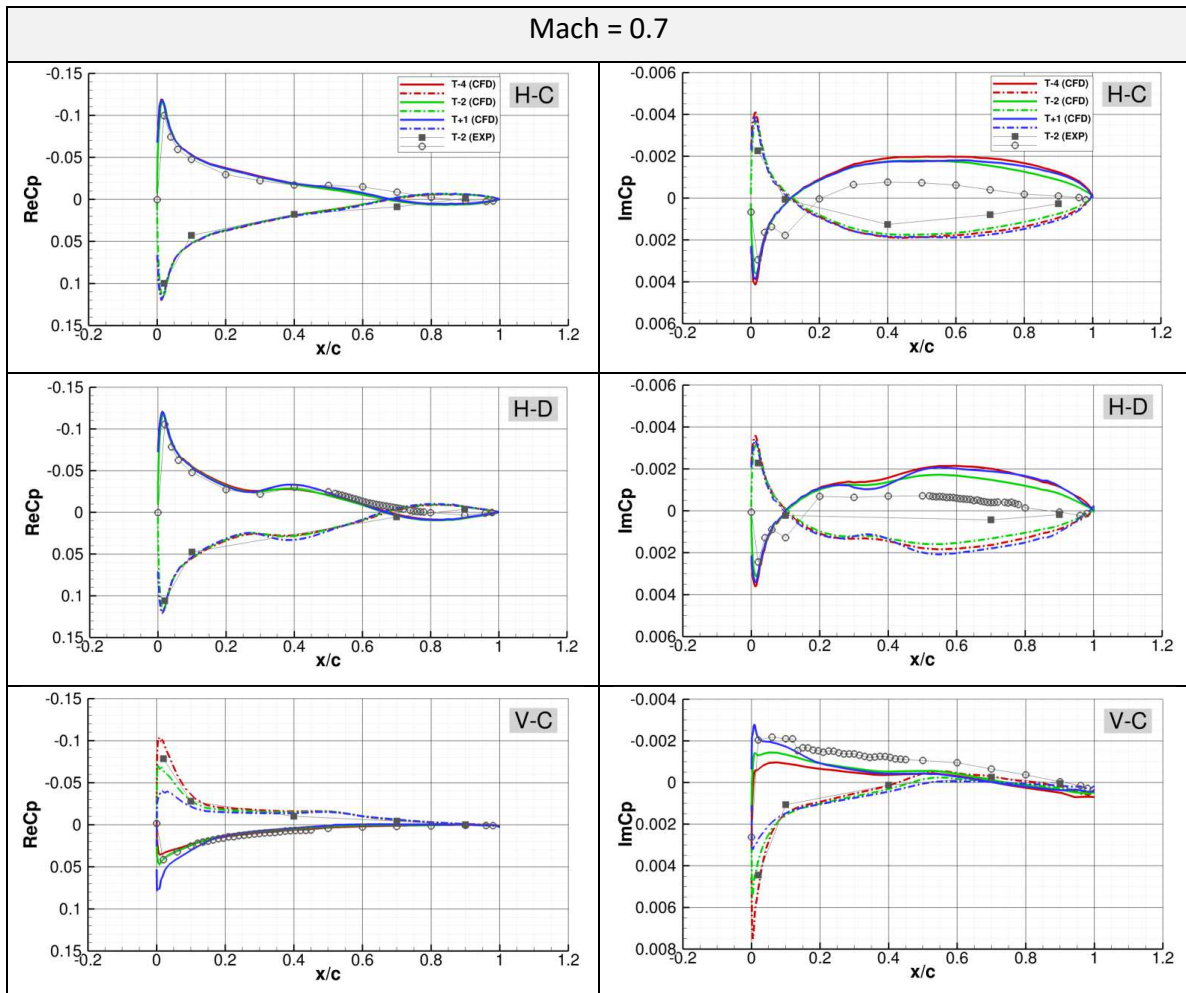 Mach = 0.7
-0.15
-0.1
-0.05
0
0.05
0.1
0.15
ReCp
-0.2 0 0.2 0.4 0.6 0.8 1 1.2
x/c
T-4 (CFD)
T-2 (CFD)
T+1 (CFD)
T-2 (EXP)
H-C
-0.006
-0.004
-0.002
0
0.002
0.004
0.006
ImCp
-0.2 0 0.2 0.4 0.6 0.8 1 1.2
x/c
T-4 (CFD)
T-2 (CFD)
T+1 (CFD)
T-2 (EXP)
H-C
-0.15
-0.1
-0.05
0
0.05
0.1
0.15
ReCp
-0.2 0 0.2 0.4 0.6 0.8 1 1.2
x/c
H-D
-0.006
-0.004
-0.002
0
0.002
0.004
0.006
ImCp
-0.2 0 0.2 0.4 0.6 0.8 1 1.2
x/c
H-D
-0.15
-0.1
-0.05
0
0.05
0.1
0.15
ReCp
-0.2 0 0.2 0.4 0.6 0.8 1 1.2
x/c
V-C
-0.004
-0.002
0
0.002
0.004
0.006
0.008
ImCp
-0.2 0 0.2 0.4 0.6 0.8 1 1.2
x/c
V-C